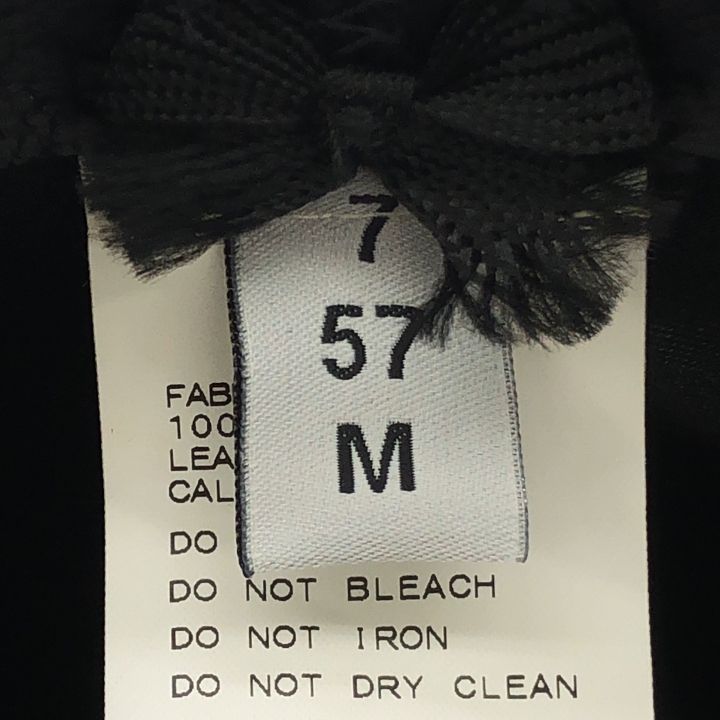 7
57
M
FAB
100
LEA
CAL
DO
DO NOT BLEACH
DO NOT IRON
DO NOT DRY CLEAN